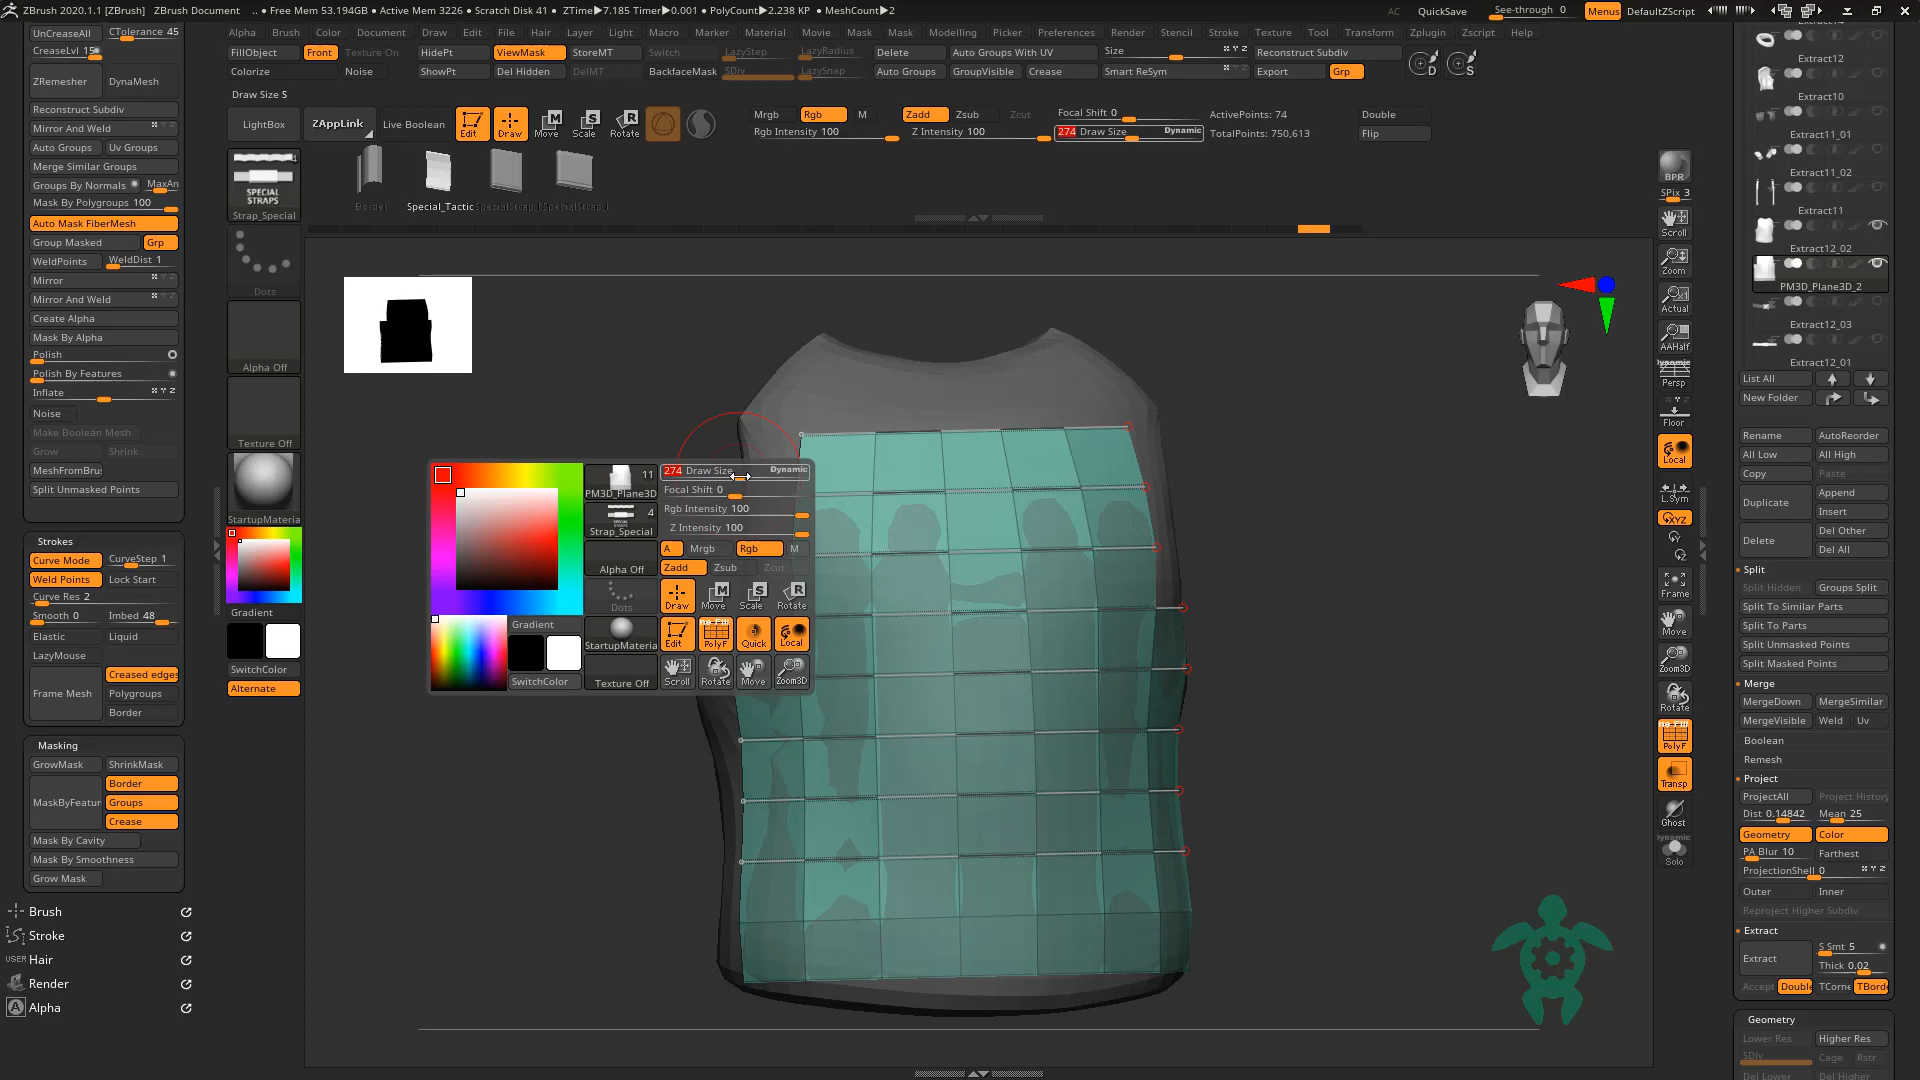 ZBrush 2020.1.1 [ZBrush] ZBrush Document .. • Free Mem 53.194GB • Active Mem 3226 • Scratch Disk 41 • ZTime▶7.185 Timer▶0.001 • PolyCount▶2.238 KP • MeshCount▶2
AC QuickSave See-through 0 Menus DefaultZScript
Alpha Brush Color Document Draw Edit File Hair Layer Light Macro Marker Material Movie Mask Mask Modelling Picker Preferences Render Stencil Stroke Texture Tool Transform Zplugin Zscript Help
FillObject Front Texture On HidePt ViewMask StoreMT Switch LazyStep LazyRadius Delete Auto Groups With UV Size Reconstruct Subdiv
Colorize Noise ShowPt Del Hidden DelMT BackfaceMask SDiv LazySnap Auto Groups GroupVisible Crease Smart ReSym Export Grp
D S
Draw Size S
LightBox ZAppLink Live Boolean Edit Draw Move Scale Rotate
Mrgb Rgb M Zadd Zsub Zcut Focal Shift 0 ActivePoints: 74 Double
Rgb Intensity 100 Z Intensity 100 274 Draw Size Dynamic TotalPoints: 750,613 Flip
UnCreaseAll CTolerance 45
CreaseLvl 15
ZRemesher DynaMesh
Reconstruct Subdiv
Mirror And Weld
Auto Groups Uv Groups
Merge Similar Groups
Groups By Normals MaxAn
Mask By Polygroups 100
Auto Mask FiberMesh
Group Masked Grp
WeldPoints WeldDist 1
Mirror
Mirror And Weld
Create Alpha
Mask By Alpha
Polish
Polish By Features
Inflate
Noise
Make Boolean Mesh
Grow Shrink
MeshFromBrus
Split Unmasked Points
Strokes
Curve Mode CurveStep 1
Weld Points Lock Start
Curve Res 2
Smooth 0 Imbed 48
Elastic Liquid
LazyMouse
Frame Mesh Creased edges
Polygroups
Border
Masking
GrowMask ShrinkMask
MaskByFeatur Border
Groups
Crease
Mask By Cavity
Mask By Smoothness
Grow Mask
Brush
Stroke
USER Hair
Render
A Alpha
4
SPECIAL
STRAPS
Strap_Special
Dots
Alpha Off
Texture Off
StartupMateria
Gradient
SwitchColor
Alternate
Border Special_Tactic
11
PM3D_Plane3D
4
Strap_Special
Alpha Off
Dots
StartupMateria
Texture Off
Gradient
SwitchColor
274 Draw Size Dynamic
Focal Shift 0
Rgb Intensity 100
Z Intensity 100
A Mrgb Rgb M
Zadd Zsub Zcut
Draw Move Scale Rotate
Edit PolyF Quick Local
Scroll Rotate Move Zoom3D
BPR
SPix 3
Scroll
Zoom
Actual
AAHalf
Dynamic
Persp
Floor
Local
L.Sym
XYZ
Frame
Move
Zoom3D
Rotate
PolyF
Transp
Ghost
Dynamic
Solo
Extract14
Extract12
Extract10
Extract11_01
Extract11_02
Extract11
Extract12_02
PM3D_Plane3D_2
Extract12_03
Extract12_01
List All
New Folder
Rename AutoReorder
All Low All High
Copy Paste
Duplicate Append
Insert
Delete Del Other
Del All
Split
Split Hidden Groups Split
Split To Similar Parts
Split To Parts
Split Unmasked Points
Split Masked Points
Merge
MergeDown MergeSimilar
MergeVisible Weld Uv
Boolean
Remesh
Project
ProjectAll Project History
Dist 0.14842 Mean 25
Geometry Color
PA Blur 10 Farthest
ProjectionShell 0
Outer Inner
Reproject Higher Subdiv
Extract
Extract S Smt 5
Thick 0.02
Accept Double TCorne TBorde
Geometry
Lower Res Higher Res
SDiv Cage Rstr
Del Lower Del Higher